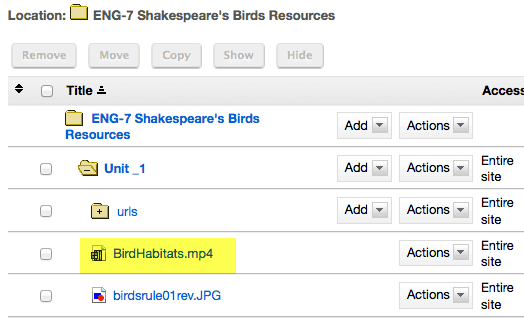 Location: ENG-7 Shakespeare's Birds Resources
Remove Move Copy Show Hide
Title Access
ENG-7 Shakespeare's Birds
Resources
Add Actions
Unit _1
Add Actions
Entire
site
urls
Add Actions
Entire
site
BirdHabitats.mp4
Actions
Entire
site
birdsrule01rev.JPG
Actions
Entire
site